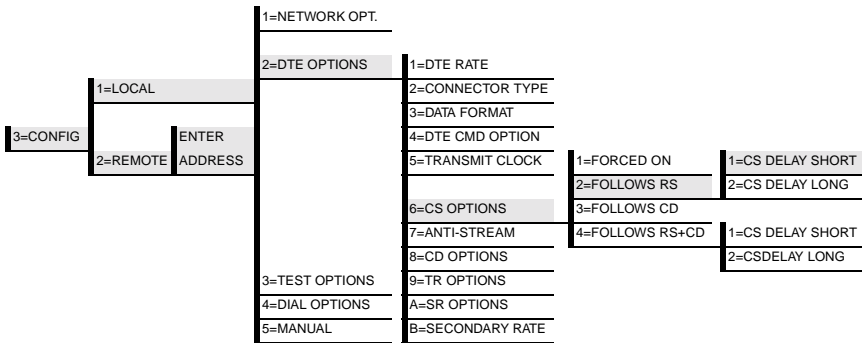 3=CONFIG
1=LOCAL
2=REMOTE
ENTER
ADDRESS
1=NETWORK OPT.
2=DTE OPTIONS
3=TEST OPTIONS
4=DIAL OPTIONS
5=MANUAL
1=DTE RATE
2=CONNECTOR TYPE
3=DATA FORMAT
4=DTE CMD OPTION
5=TRANSMIT CLOCK
6=CS OPTIONS
7=ANTI-STREAM
8=CD OPTIONS
9=TR OPTIONS
A=SR OPTIONS
B=SECONDARY RATE
1=FORCED ON
2=FOLLOWS RS
3=FOLLOWS CD
4=FOLLOWS RS+CD
1=CS DELAY SHORT
2=CS DELAY LONG
1=CS DELAY SHORT
2=CSDELAY LONG